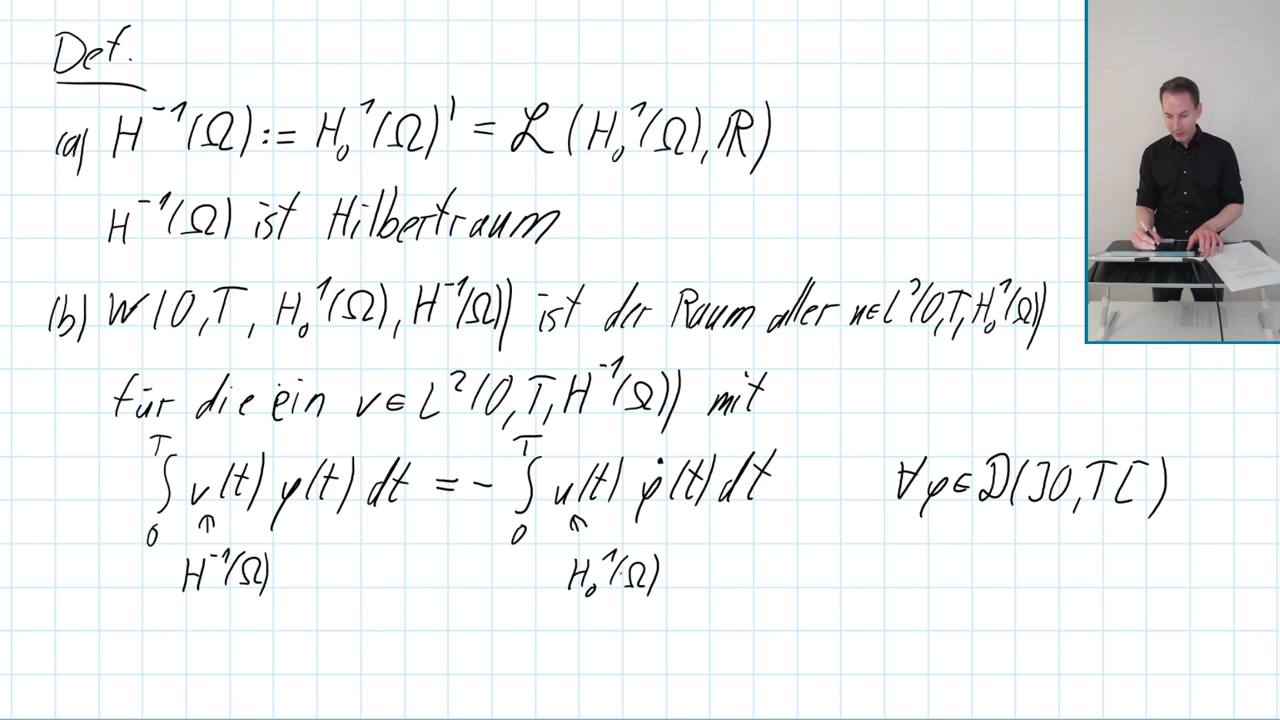 Def.
(a) H⁻¹(Ω) := H₀¹(Ω)' = ℒ(H₀¹(Ω), ℝ)
H⁻¹(Ω) ist Hilbertraum
(b) W(0,T, H₀¹(Ω), H⁻¹(Ω)) ist der Raum aller u ∈ L²(0,T,H₀¹(Ω))
für die ein v ∈ L²(0,T,H⁻¹(Ω)) mit
∫₀ᵀ v(t) φ(t) dt = - ∫₀ᵀ u(t) φ̇(t) dt ∀ φ ∈ 𝒟(]0,T[)
↑ ↑
H⁻¹(Ω) H₀¹(Ω)